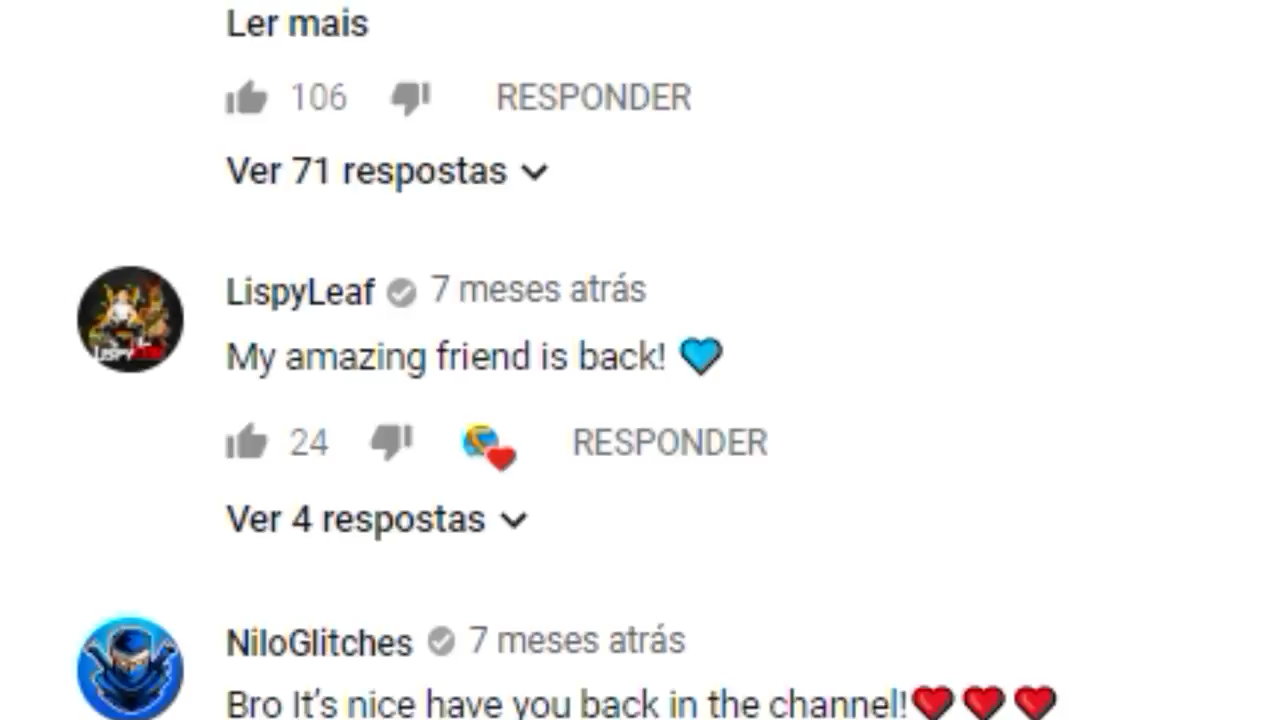 Ler mais
106 RESPONDER
Ver 71 respostas
LispyLeaf 7 meses atrás
My amazing friend is back! 💙
24 RESPONDER
Ver 4 respostas
NiloGlitches 7 meses atrás
Bro It's nice have you back in the channel!❤️❤️❤️